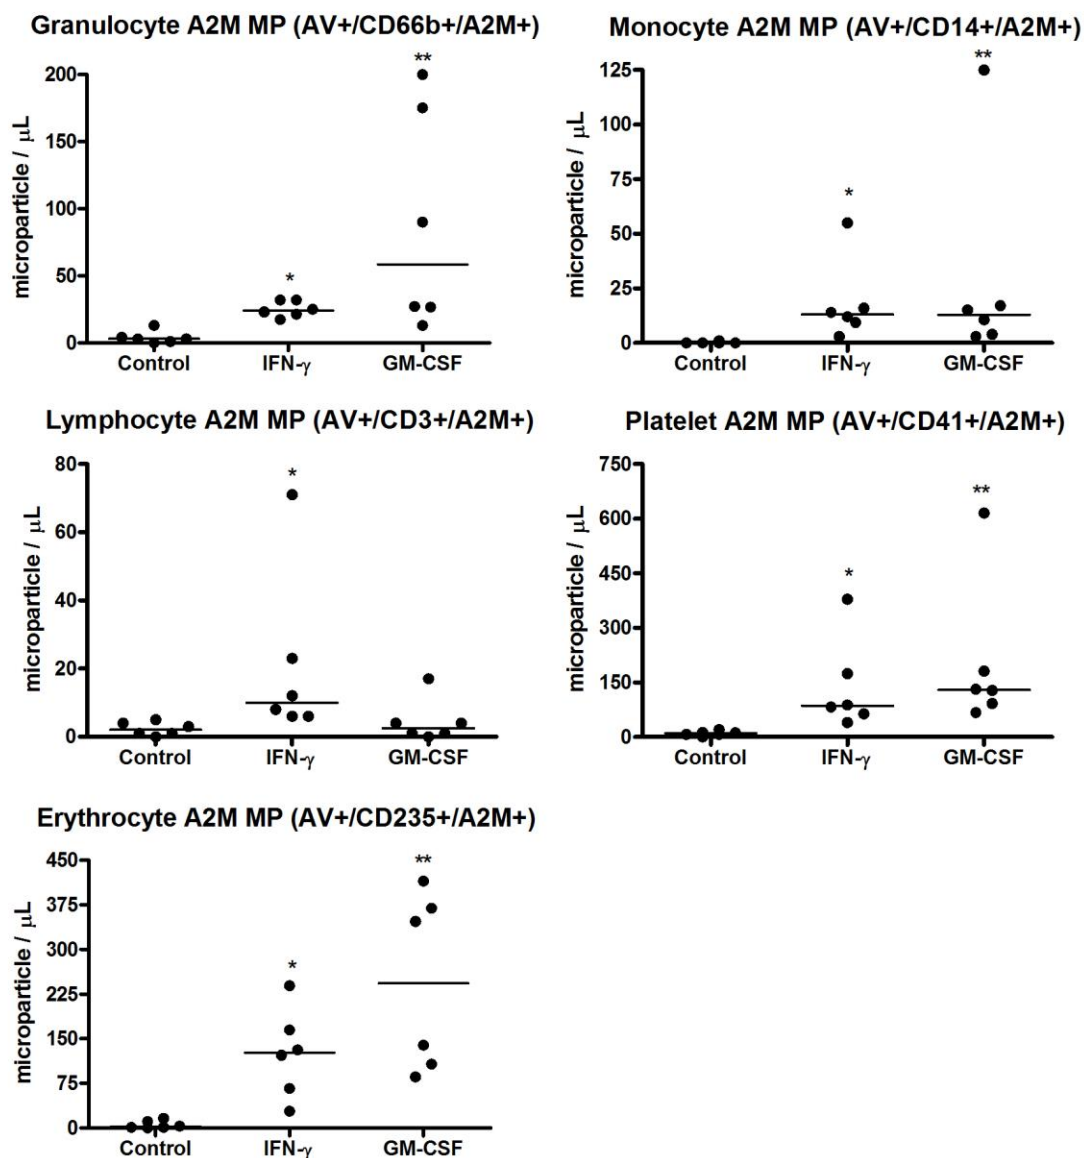 Granulocyte A2M MP (AV+/CD66b+/A2M+)
microparticle / μL
200
150
100
50
0
**
*
Control
IFN-γ
GM-CSF
Monocyte A2M MP (AV+/CD14+/A2M+)
microparticle / μL
125
100
75
50
25
0
**
*
Control
IFN-γ
GM-CSF
Lymphocyte A2M MP (AV+/CD3+/A2M+)
microparticle / μL
80
60
40
20
0
*
Control
IFN-γ
GM-CSF
Platelet A2M MP (AV+/CD41+/A2M+)
microparticle / μL
750
600
450
300
150
0
**
*
Control
IFN-γ
GM-CSF
Erythrocyte A2M MP (AV+/CD235+/A2M+)
microparticle / μL
450
375
300
225
150
75
0
**
*
Control
IFN-γ
GM-CSF